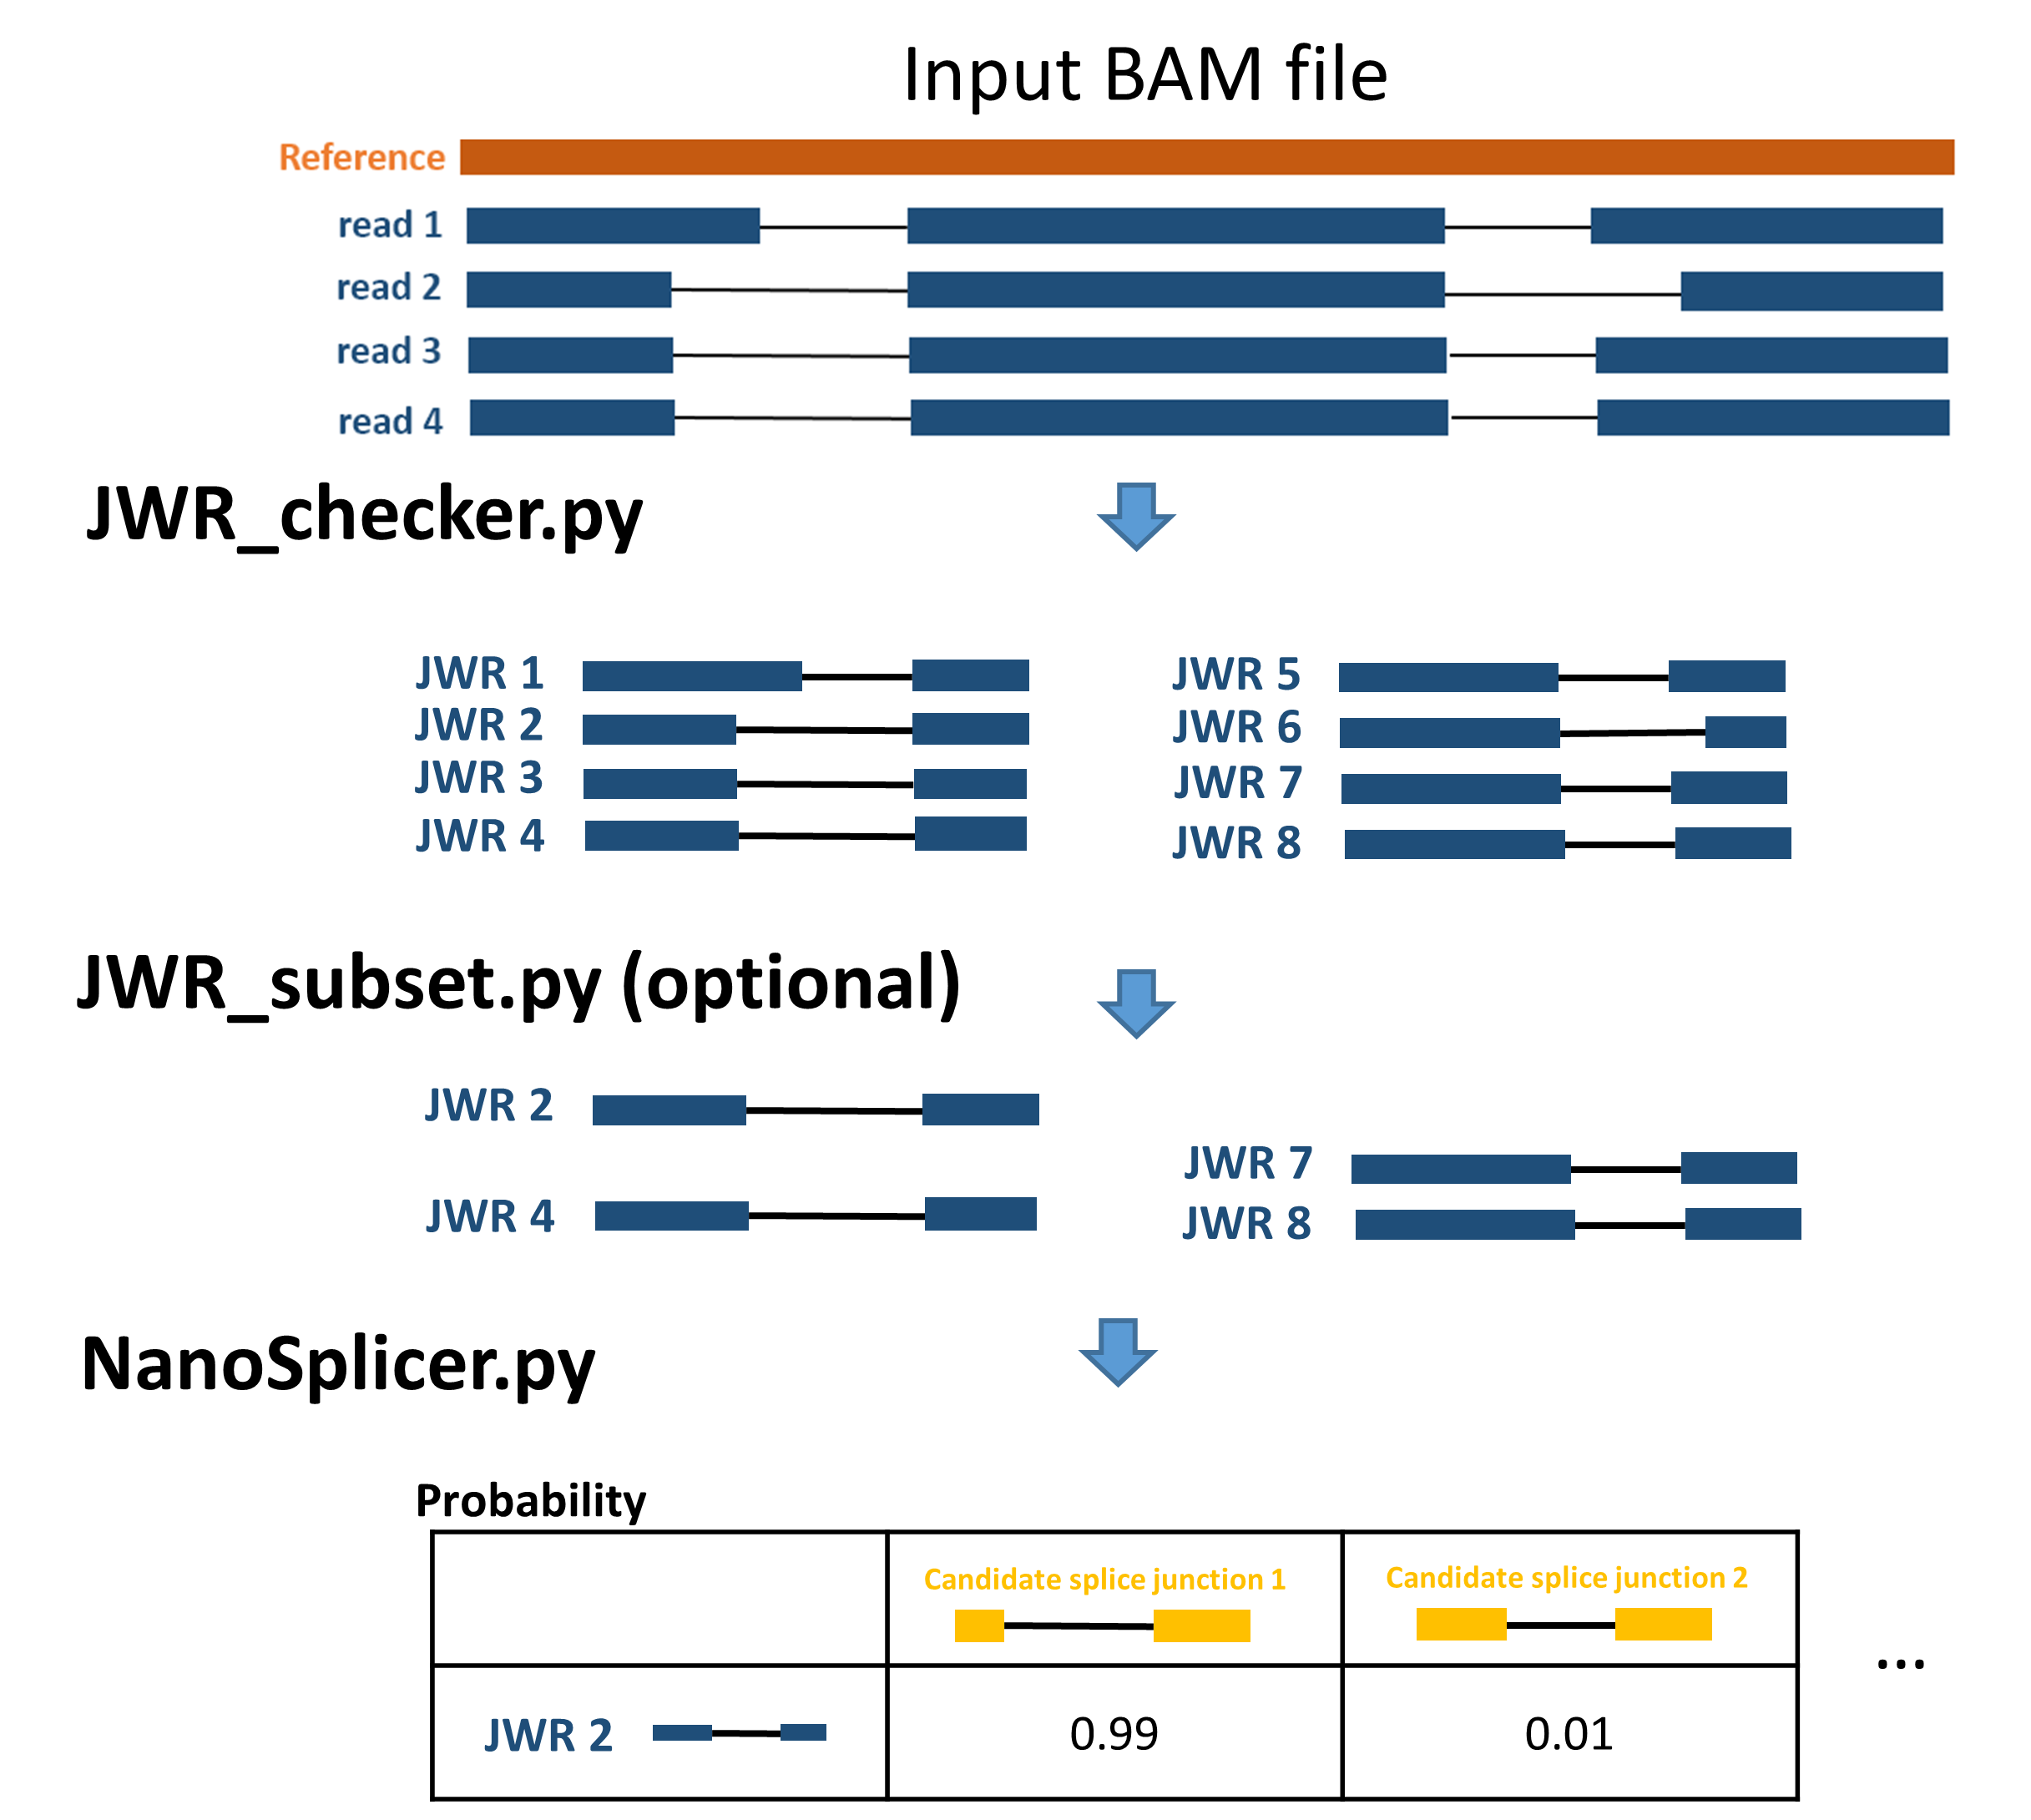 Input BAM file
Reference
read 1
read 2
read 3
read 4
JWR_checker.py
JWR 1
JWR 2
JWR 3
JWR 4
JWR 5
JWR 6
JWR 7
JWR 8
JWR_subset.py (optional)
JWR 2
JWR 4
JWR 7
JWR 8
NanoSplicer.py
Probability
Candidate splice junction 1
Candidate splice junction 2
...
JWR 2
0.99
0.01